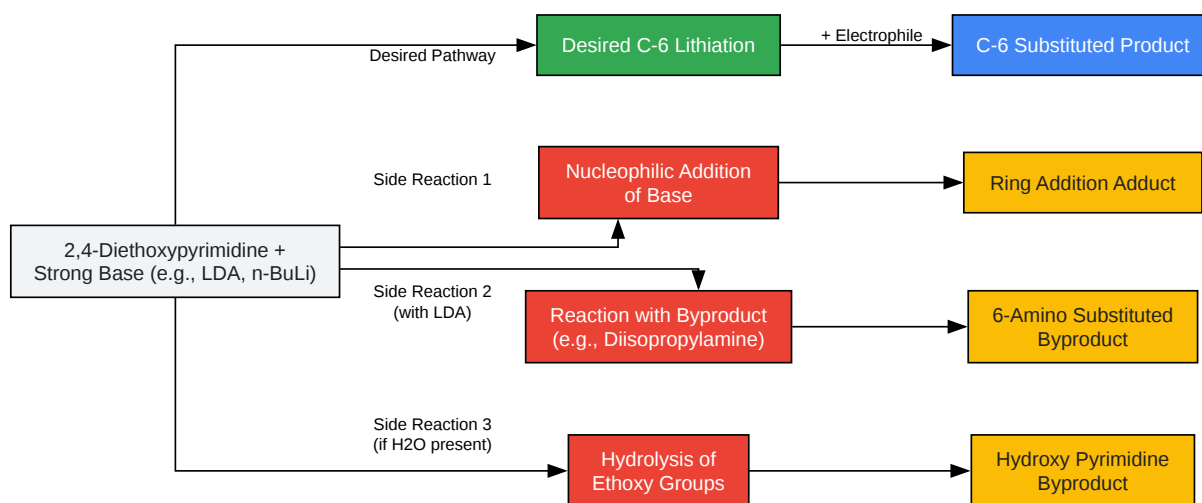 Desired C-6 Lithiation
+ Electrophile
C-6 Substituted Product
Desired Pathway
Side Reaction 1
Nucleophilic Addition
of Base
Ring Addition Adduct
2,4-Diethoxypyrimidine +
Strong Base (e.g., LDA, n-BuLi)
Side Reaction 2
(with LDA)
Reaction with Byproduct
(e.g., Diisopropylamine)
6-Amino Substituted
Byproduct
Side Reaction 3
(if H2O present)
Hydrolysis of
Ethoxy Groups
Hydroxy Pyrimidine
Byproduct